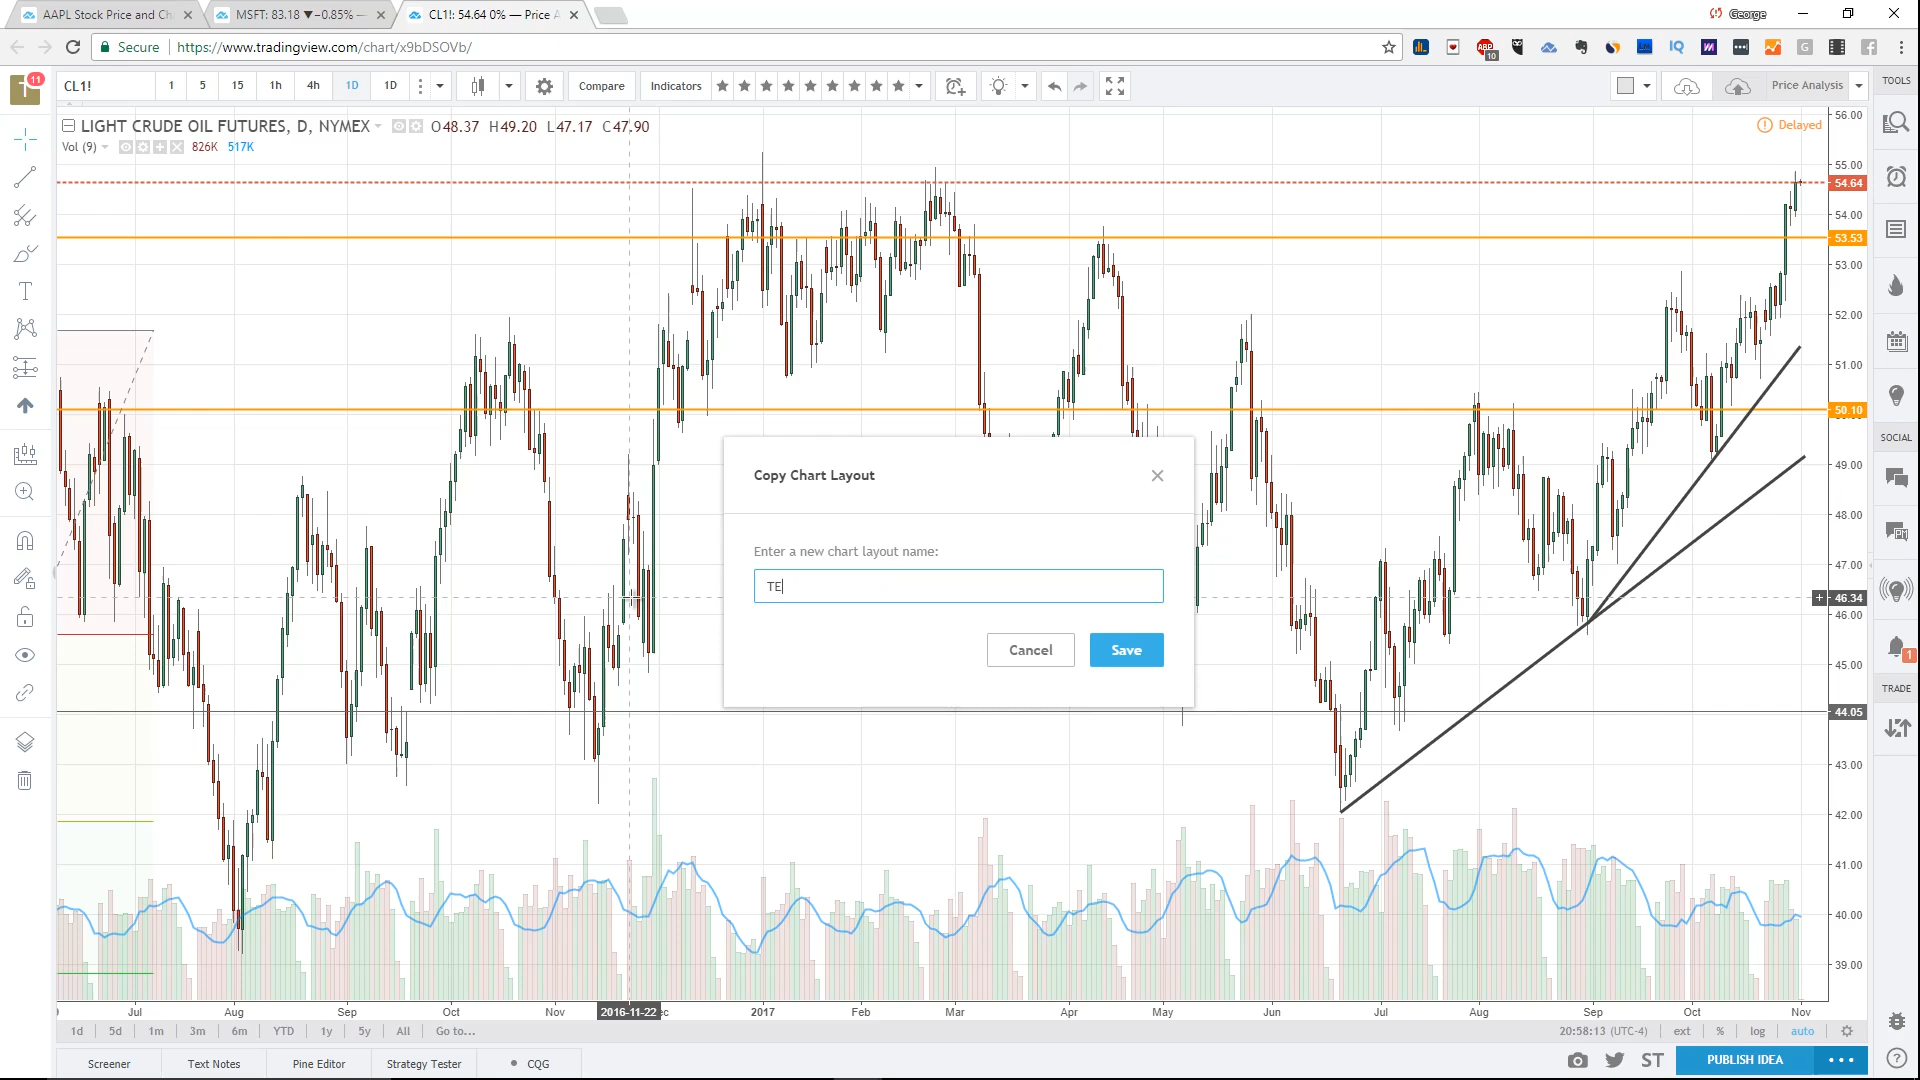 AAPL Stock Price and Ch
MSFT: 83.18 ▼−0.85% —
CL1!: 54.64 0% — Price A
George
Secure
https://www.tradingview.com/chart/x9bDSOVb/
ABP
10
IQ
G
T
11
CL1!
1
5
15
1h
4h
1D
1D
Compare
Indicators
Price Analysis
TOOLS
LIGHT CRUDE OIL FUTURES, D, NYMEX
O48.37 H49.20 L47.17 C47.90
Delayed
Vol (9)
826K
517K
56.00
55.00
54.64
54.00
53.53
53.00
52.00
51.00
50.10
49.00
48.00
47.00
46.34
46.00
45.00
44.05
43.00
42.00
41.00
40.00
39.00
SOCIAL
1
TRADE
Copy Chart Layout
Enter a new chart layout name:
TE
Cancel
Save
Jul
Aug
Sep
Oct
Nov
2016-11-22
ec
2017
Feb
Mar
Apr
May
Jun
Jul
Aug
Sep
Oct
Nov
1d
5d
1m
3m
6m
YTD
1y
5y
All
Go to...
20:58:13 (UTC-4)
ext
%
log
auto
Screener
Text Notes
Pine Editor
Strategy Tester
CQG
ST
PUBLISH IDEA